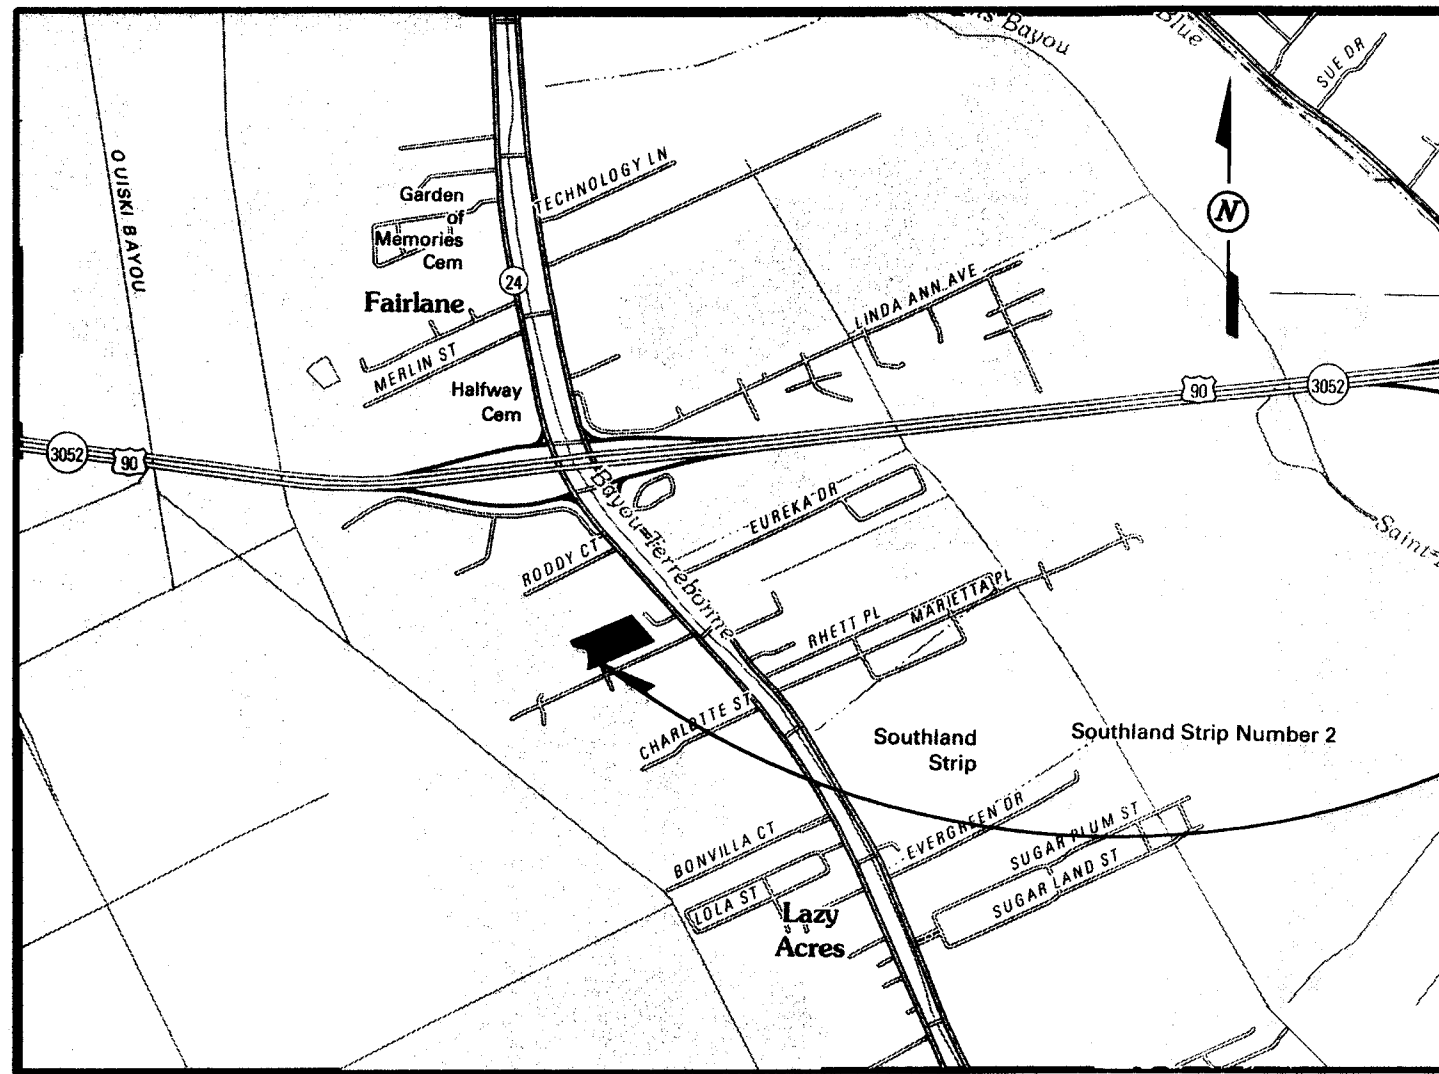 Bayou
Blue
SUE DR
OUISKI BAYOU
TECHNOLOGY LN
Garden
of
Memories
Cem
N
24
Fairlane
LINDA ANN AVE
MERLIN ST
Halfway
Cem
90
3052
3052
90
Bayou Terrebonne
EUREKA DR
RODDY CT
Saint
RHETT PL
MARIETTA PL
CHARLOTTE ST
Southland
Strip
Southland Strip Number 2
EVERGREEN DR
BONVILLA CT
SUGAR PLUM ST
SUGAR LAND ST
LOLA ST
Lazy
Acres